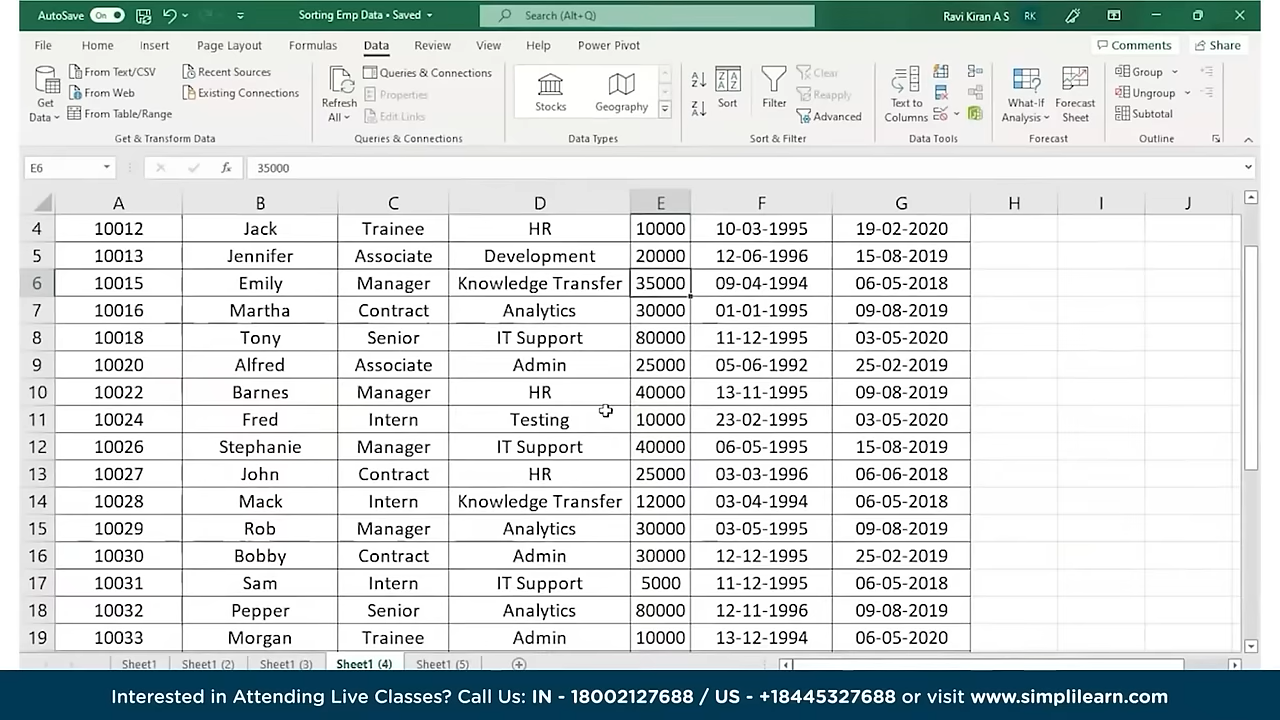 AutoSave On Sorting Emp Data • Saved Search (Alt+Q) Ravi Kiran A S RK
File Home Insert Page Layout Formulas Data Review View Help Power Pivot Comments Share
Get Data
From Text/CSV
From Web
From Table/Range
Recent Sources
Existing Connections
Get & Transform Data
Refresh All
Queries & Connections
Properties
Edit Links
Queries & Connections
Stocks Geography
Data Types
Sort
Filter
Clear
Reapply
Advanced
Sort & Filter
Text to Columns
Data Tools
What-If Analysis
Forecast Sheet
Forecast
Group
Ungroup
Subtotal
Outline
E6 fx 35000
A B C D E F G H I J
4 10012 Jack Trainee HR 10000 10-03-1995 19-02-2020
5 10013 Jennifer Associate Development 20000 12-06-1996 15-08-2019
6 10015 Emily Manager Knowledge Transfer 35000 09-04-1994 06-05-2018
7 10016 Martha Contract Analytics 30000 01-01-1995 09-08-2019
8 10018 Tony Senior IT Support 80000 11-12-1995 03-05-2020
9 10020 Alfred Associate Admin 25000 05-06-1992 25-02-2019
10 10022 Barnes Manager HR 40000 13-11-1995 09-08-2019
11 10024 Fred Intern Testing 10000 23-02-1995 03-05-2020
12 10026 Stephanie Manager IT Support 40000 06-05-1995 15-08-2019
13 10027 John Contract HR 25000 03-03-1996 06-06-2018
14 10028 Mack Intern Knowledge Transfer 12000 03-04-1994 06-05-2018
15 10029 Rob Manager Analytics 30000 03-05-1995 09-08-2019
16 10030 Bobby Contract Admin 30000 12-12-1995 25-02-2019
17 10031 Sam Intern IT Support 5000 11-12-1995 06-05-2018
18 10032 Pepper Senior Analytics 80000 12-11-1996 09-08-2019
19 10033 Morgan Trainee Admin 10000 13-12-1994 06-05-2020
Sheet1 Sheet1 (2) Sheet1 (3) Sheet1 (4) Sheet1 (5)
Interested in Attending Live Classes? Call Us: IN - 18002127688 / US - +18445327688 or visit www.simplilearn.com